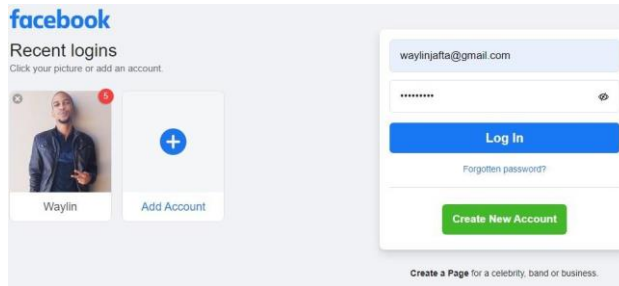 facebook
Recent logins
Click your picture or add an account.
5
Waylin
Add Account
waylinjafta@gmail.com
•••••••••
Log In
Forgotten password?
Create New Account
Create a Page for a celebrity, band or business.